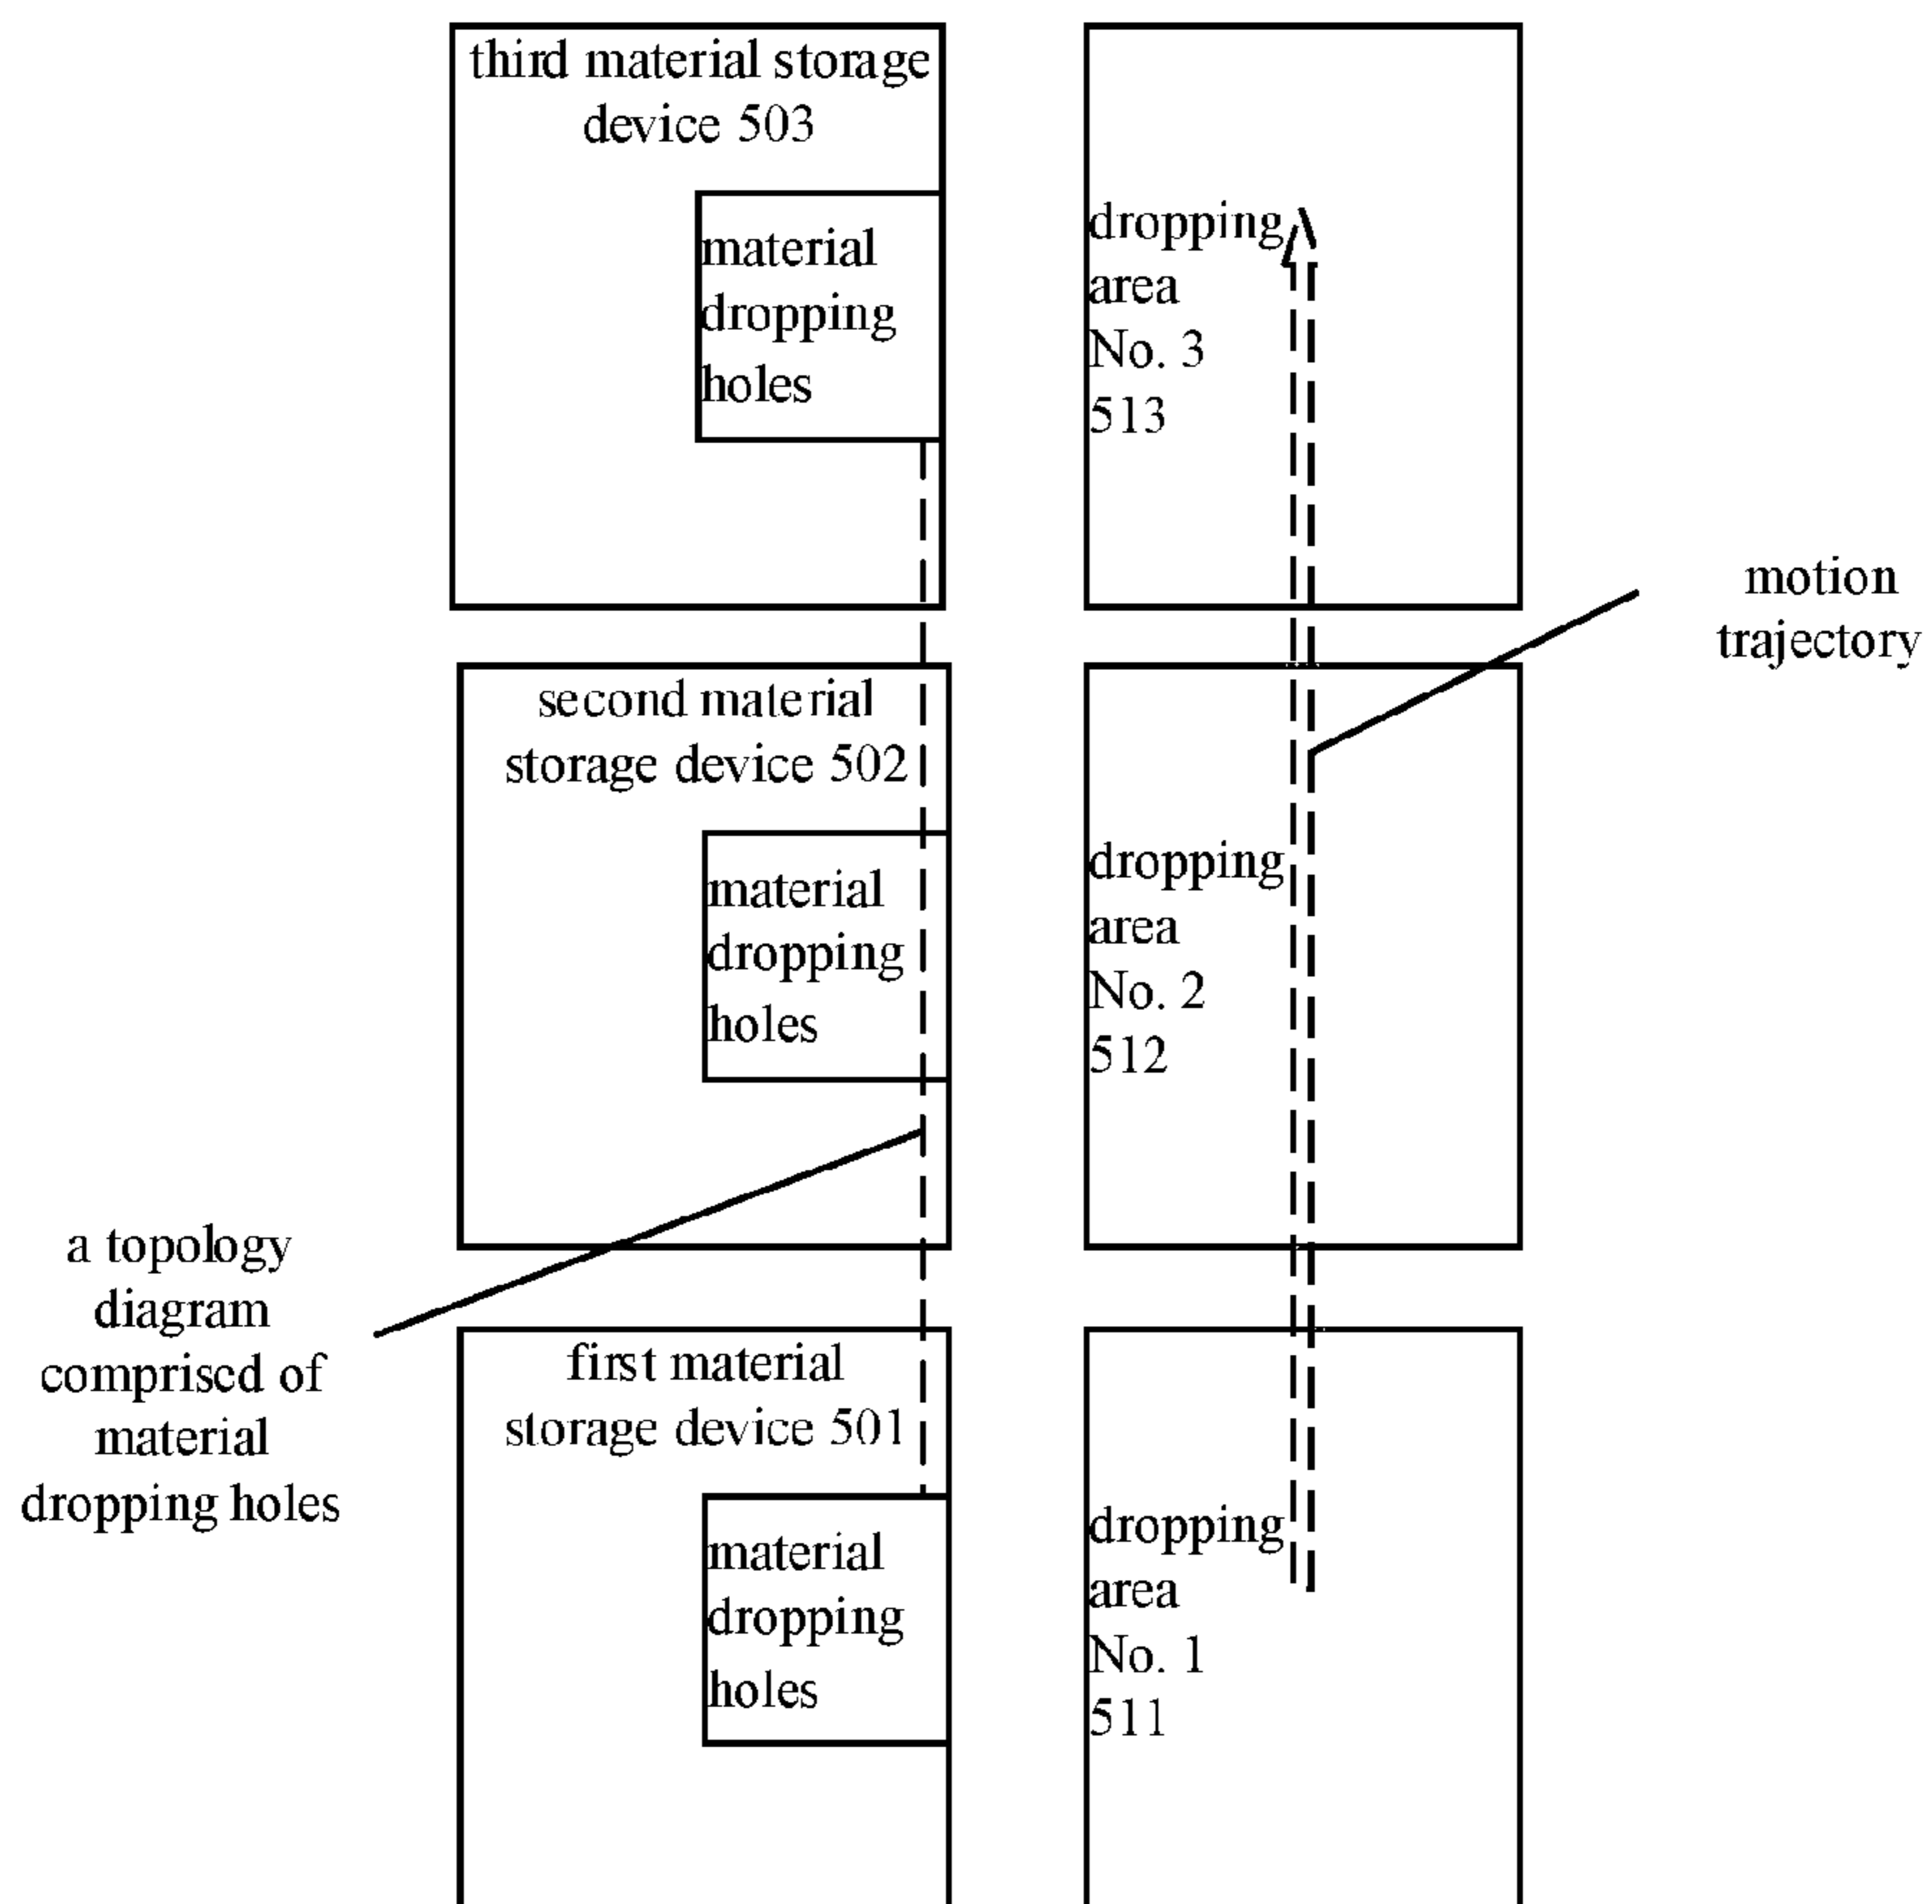 third material storage
device 503
material
dropping
holes
dropping
area
No. 3
513
motion
trajectory
second material
storage device 502
material
dropping
holes
dropping
area
No. 2
512
a topology
diagram
comprised of
material
dropping holes
first material
storage device 501
material
dropping
holes
dropping
area
No. 1
511